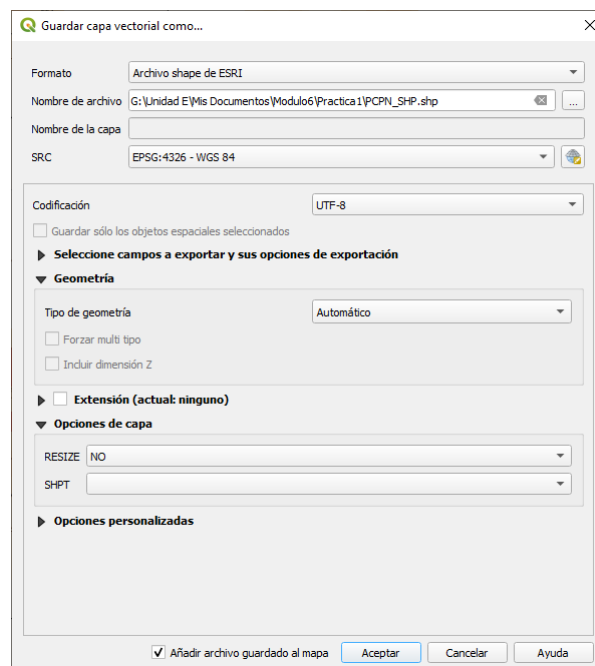 Guardar capa vectorial como...
Formato Archivo shape de ESRI
Nombre de archivo G:\Unidad E\Mis Documentos\Modulo6\Practica1\PCPN_SHP.shp ...
Nombre de la capa
SRC EPSG:4326 - WGS 84
Codificación UTF-8
Guardar sólo los objetos espaciales seleccionados
Seleccione campos a exportar y sus opciones de exportación
Geometría
Tipo de geometría Automático
Forzar multi tipo
Incluir dimensión Z
Extensión (actual: ninguno)
Opciones de capa
RESIZE NO
SHPT
Opciones personalizadas
Añadir archivo guardado al mapa Aceptar Cancelar Ayuda